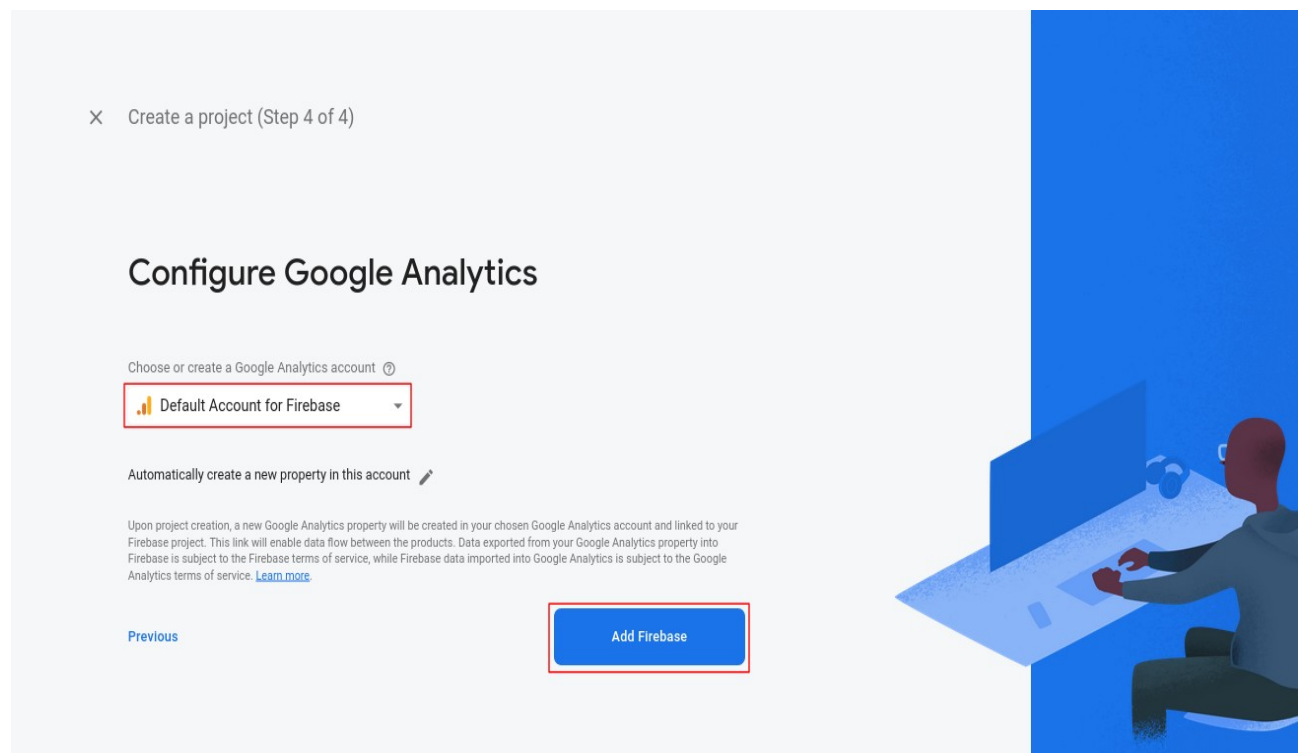 Create a project (Step 4 of 4)
Configure Google Analytics
Choose or create a Google Analytics account
Default Account for Firebase
Automatically create a new property in this account
Upon project creation, a new Google Analytics property will be created in your chosen Google Analytics account and linked to your
Firebase project. This link will enable data flow between the products. Data exported from your Google Analytics property into
Firebase is subject to the Firebase terms of service, while Firebase data imported into Google Analytics is subject to the Google
Analytics terms of service. Learn more.
Previous
Add Firebase